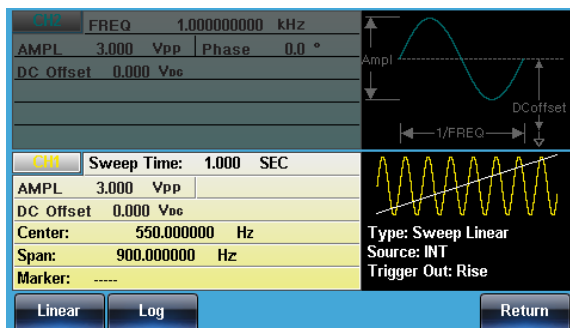 CH2 FREQ 1.000000000 kHz
AMPL 3.000 Vpp Phase 0.0 °
DC Offset 0.000 VDC
Ampl
DCoffset
1/FREQ
CH1 Sweep Time: 1.000 SEC
AMPL 3.000 Vpp
DC Offset 0.000 VDC
Center: 550.000000 Hz
Span: 900.000000 Hz
Marker: -----
Type: Sweep Linear
Source: INT
Trigger Out: Rise
Linear Log Return